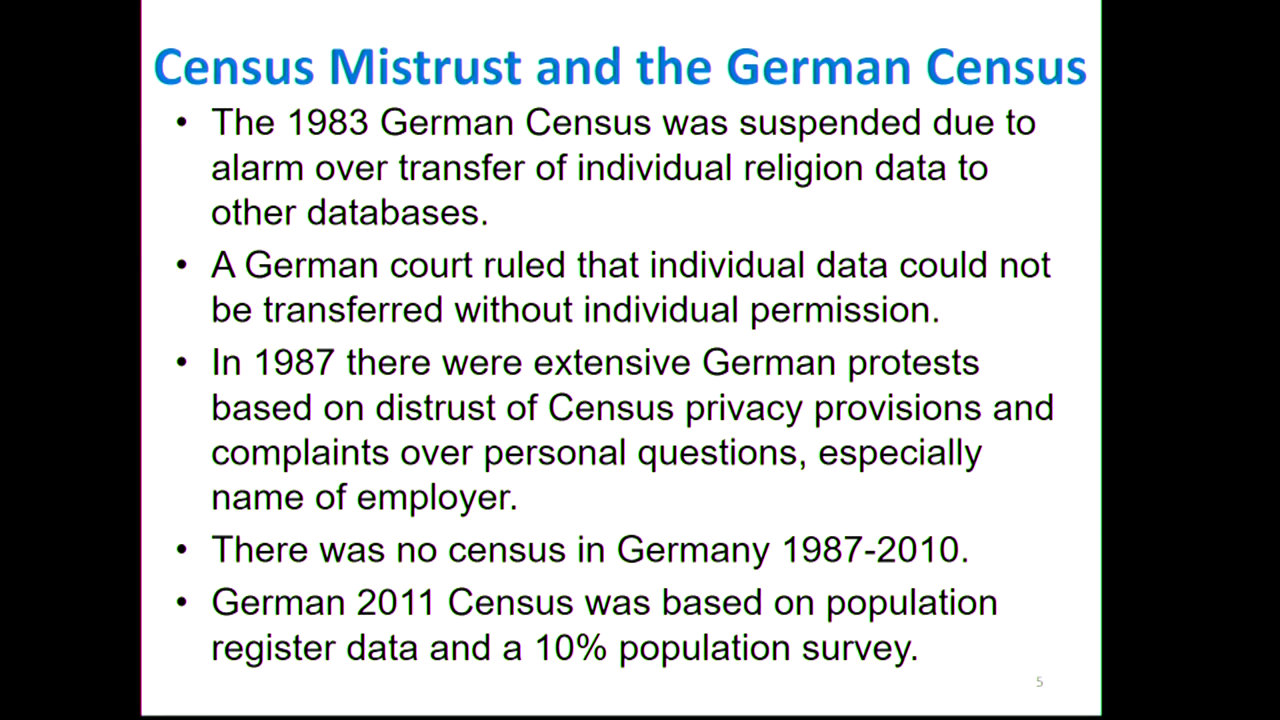 Census Mistrust and the German Census
• The 1983 German Census was suspended due to
alarm over transfer of individual religion data to
other databases.
• A German court ruled that individual data could not
be transferred without individual permission.
• In 1987 there were extensive German protests
based on distrust of Census privacy provisions and
complaints over personal questions, especially
name of employer.
• There was no census in Germany 1987-2010.
• German 2011 Census was based on population
register data and a 10% population survey.
5